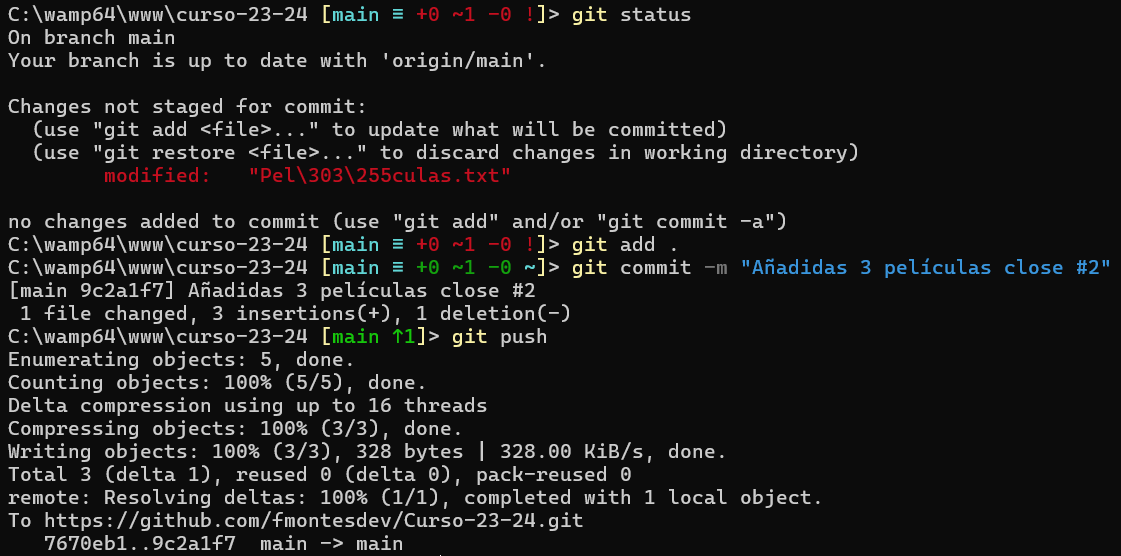 C:\wamp64\www\curso-23-24 [main ≡ +0 ~1 -0 !]> git status
On branch main
Your branch is up to date with 'origin/main'.

Changes not staged for commit:
  (use "git add <file>..." to update what will be committed)
  (use "git restore <file>..." to discard changes in working directory)
        modified:   "Pel\303\255culas.txt"

no changes added to commit (use "git add" and/or "git commit -a")
C:\wamp64\www\curso-23-24 [main ≡ +0 ~1 -0 !]> git add .
C:\wamp64\www\curso-23-24 [main ≡ +0 ~1 -0 ~]> git commit -m "Añadidas 3 películas close #2"
[main 9c2a1f7] Añadidas 3 películas close #2
 1 file changed, 3 insertions(+), 1 deletion(-)
C:\wamp64\www\curso-23-24 [main ↑1]> git push
Enumerating objects: 5, done.
Counting objects: 100% (5/5), done.
Delta compression using up to 16 threads
Compressing objects: 100% (3/3), done.
Writing objects: 100% (3/3), 328 bytes | 328.00 KiB/s, done.
Total 3 (delta 1), reused 0 (delta 0), pack-reused 0
remote: Resolving deltas: 100% (1/1), completed with 1 local object.
To https://github.com/fmontesdev/Curso-23-24.git
   7670eb1..9c2a1f7  main -> main